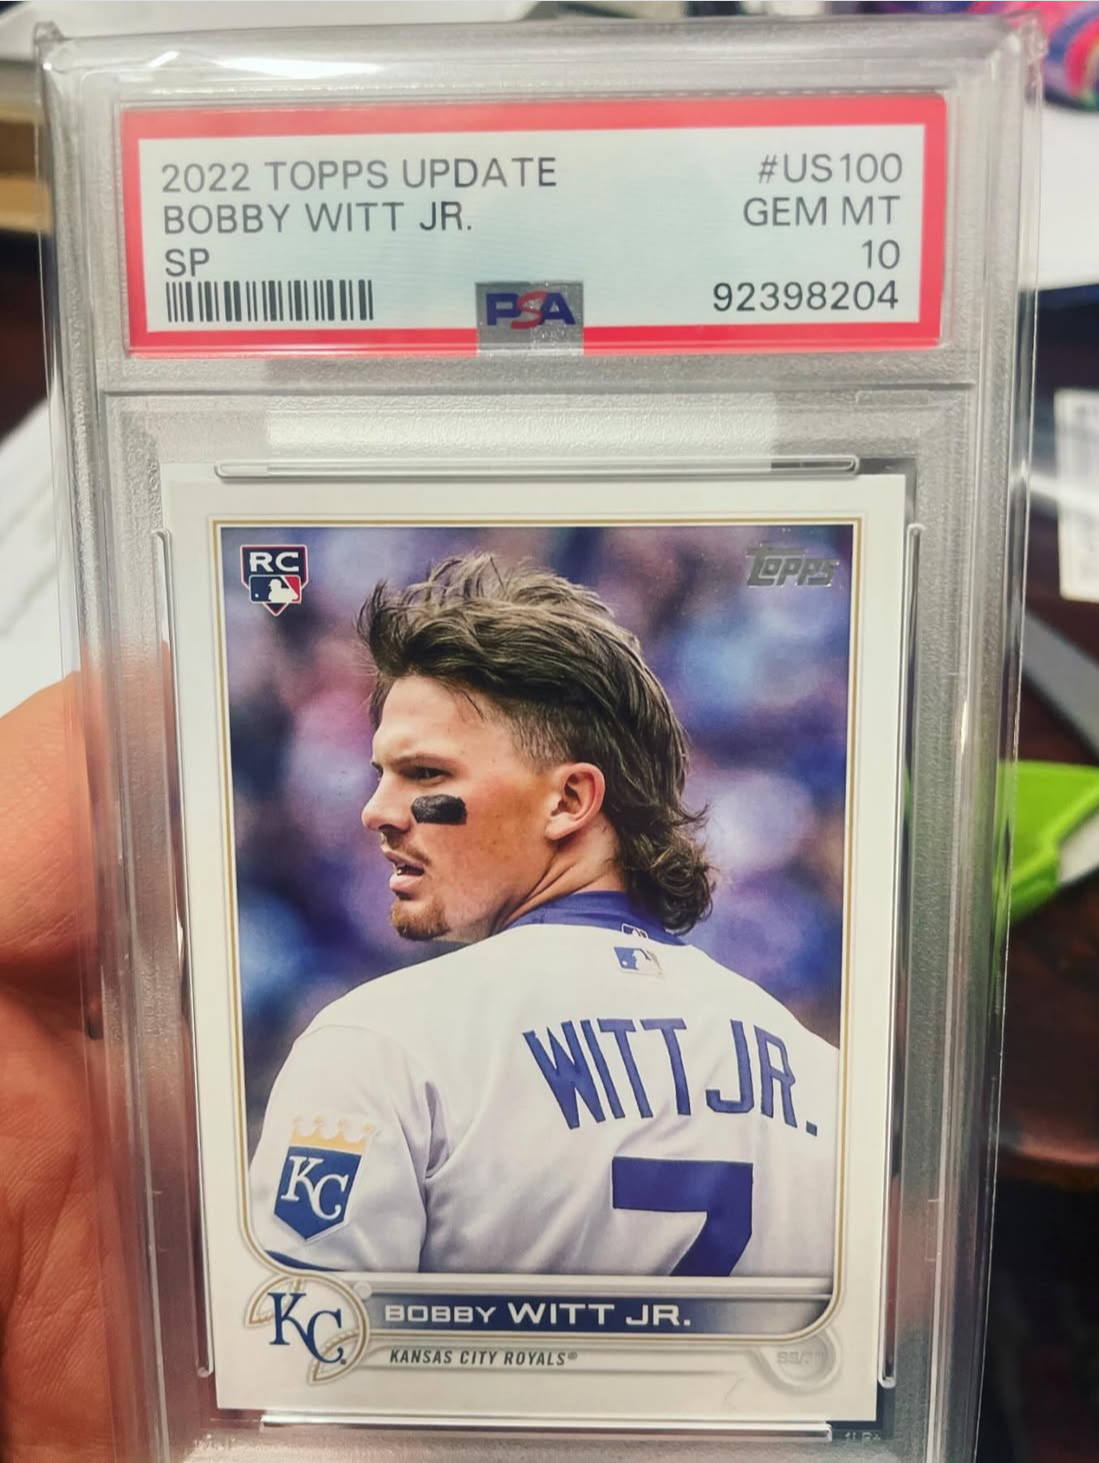 2022 TOPPS UPDATE #US100
BOBBY WITT JR. GEM MT
SP 10
92398204
PSA
RC
TOPPS
WITT JR.
7
KC
KC
BOBBY WITT JR.
KANSAS CITY ROYALS®